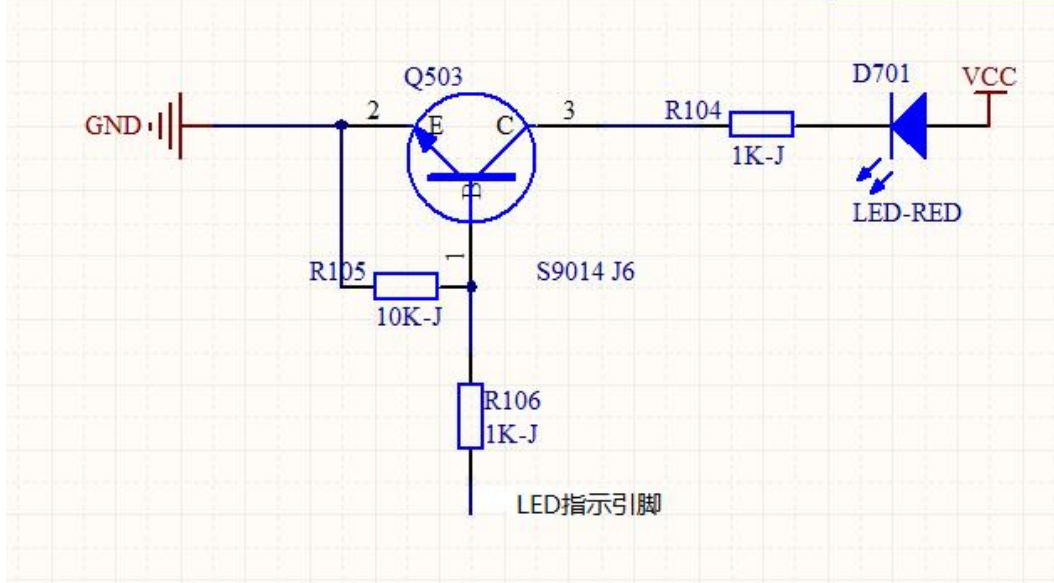 Q503
D701
VCC
GND
2
E
C
3
R104
1K-J
B
LED-RED
1
R105
S9014 J6
10K-J
R106
1K-J
LED指示引脚